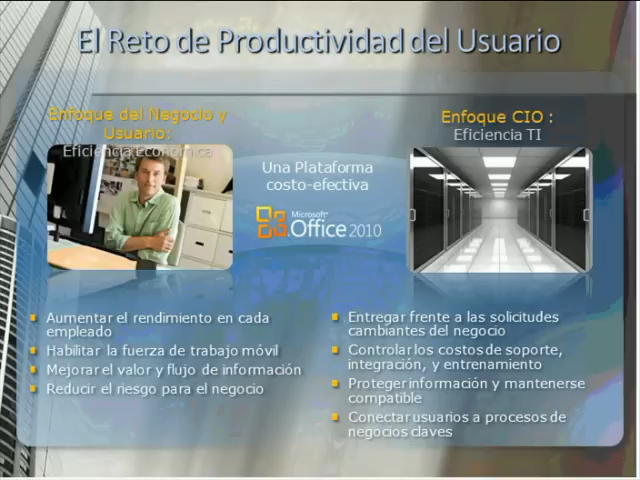 El Reto de Productividad del Usuario
Enfoque del Negocio y
Usuario:
Eficiencia Económica
Enfoque CIO :
Eficiencia TI
Una Plataforma
costo-efectiva
Microsoft
Office 2010
Aumentar el rendimiento en cada
empleado
Habilitar la fuerza de trabajo móvil
Mejorar el valor y flujo de información
Reducir el riesgo para el negocio
Entregar frente a las solicitudes
cambiantes del negocio
Controlar los costos de soporte,
integración, y entrenamiento
Proteger información y mantenerse
compatible
Conectar usuarios a procesos de
negocios claves